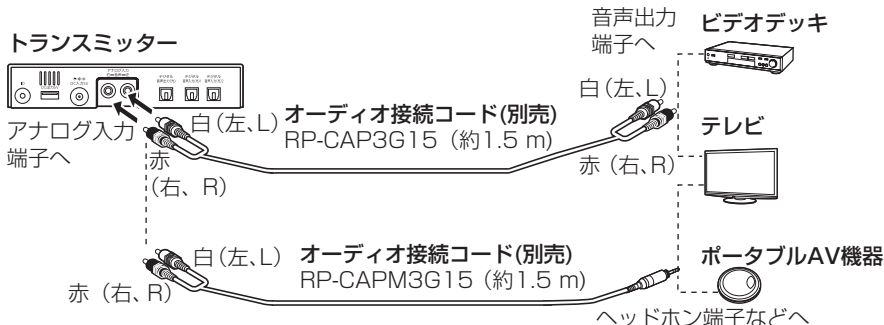 トランスミッター
アナログ入力
端子へ
白(左、L)
赤
(右、R)
オーディオ接続コード(別売)
RP-CAP3G15(約1.5 m)
音声出力
端子へ
白(左、L)
赤(右、R)
ビデオデッキ
テレビ
白(左、L)
赤(右、R)
オーディオ接続コード(別売)
RP-CAPM3G15(約1.5 m)
ポータブルAV機器
ヘッドホン端子などへ